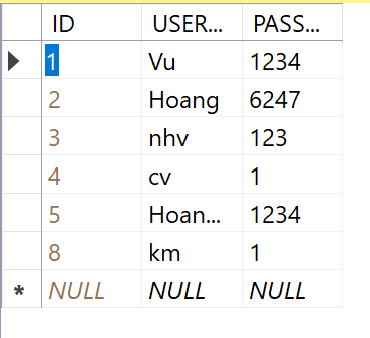 ID USER... PASS...
1 Vu 1234
2 Hoang 6247
3 nhv 123
4 cv 1
5 Hoan... 1234
8 km 1
* NULL NULL NULL